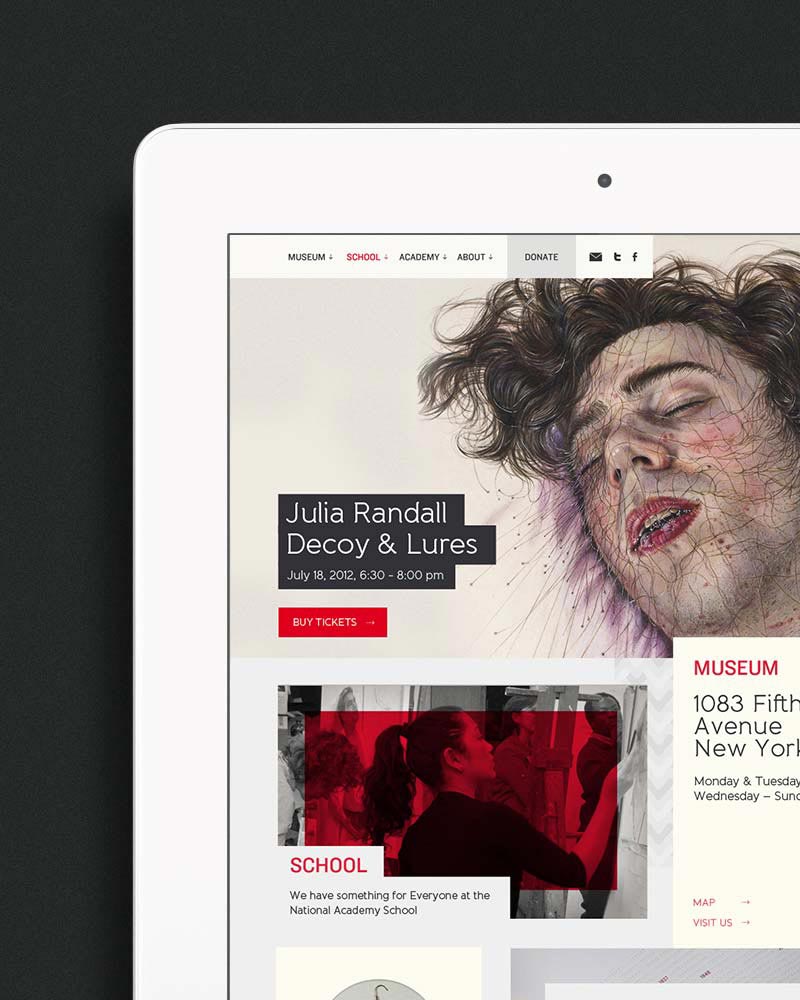 MUSEUM ↓ SCHOOL ↓ ACADEMY ↓ ABOUT ↓ DONATE
Julia Randall
Decoy & Lures
July 18, 2012, 6:30 - 8:00 pm
BUY TICKETS →
MUSEUM
1083 Fifth
Avenue
New York
Monday & Tuesday
Wednesday – Sund
MAP →
VISIT US →
SCHOOL
We have something for Everyone at the
National Academy School